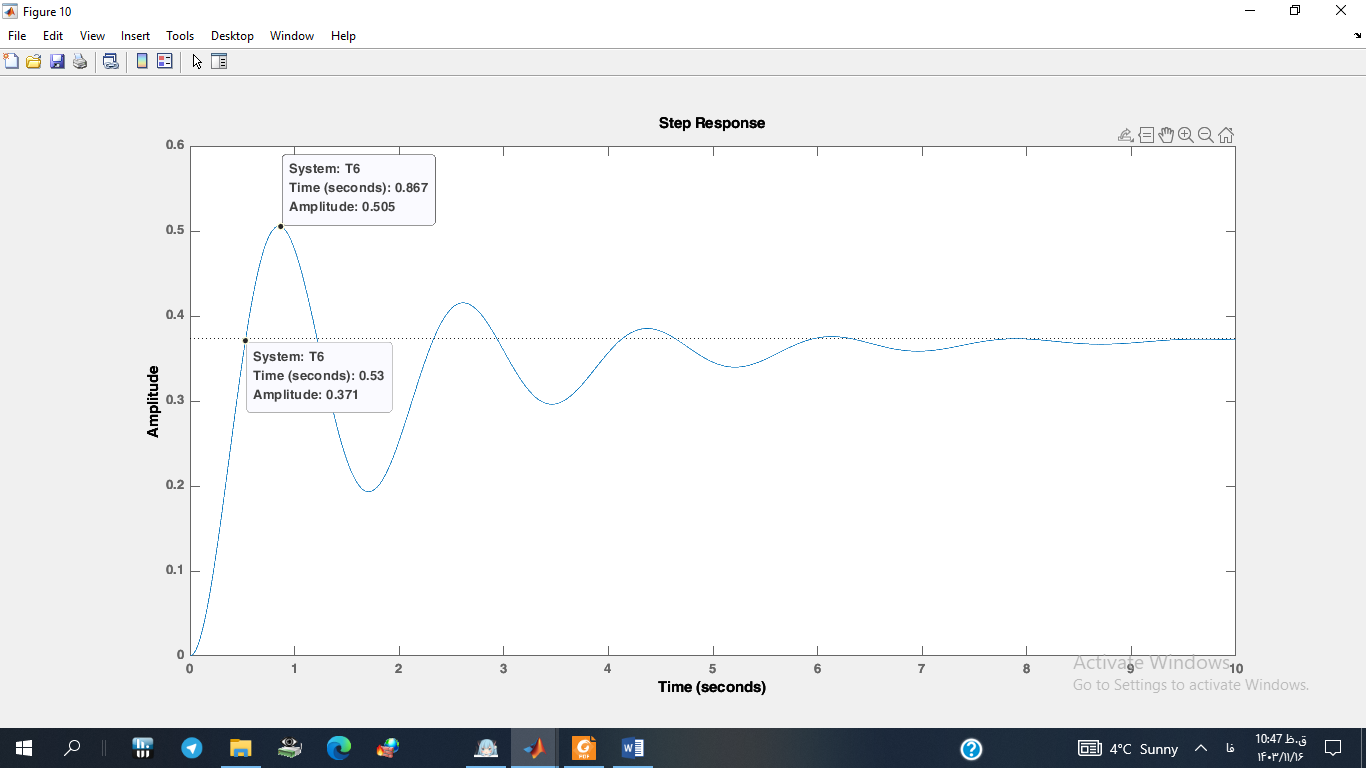 Figure 10
File Edit View Insert Tools Desktop Window Help
Step Response
System: T6
Time (seconds): 0.867
Amplitude: 0.505
System: T6
Time (seconds): 0.53
Amplitude: 0.371
Amplitude
0.6
0.5
0.4
0.3
0.2
0.1
0
0 1 2 3 4 5 6 7 8 9 10
Time (seconds)
Activate Windows
Go to Settings to activate Windows.
4°C Sunny
فا
10:47 ق.ظ
۱۴۰۳/۱۱/۱۶